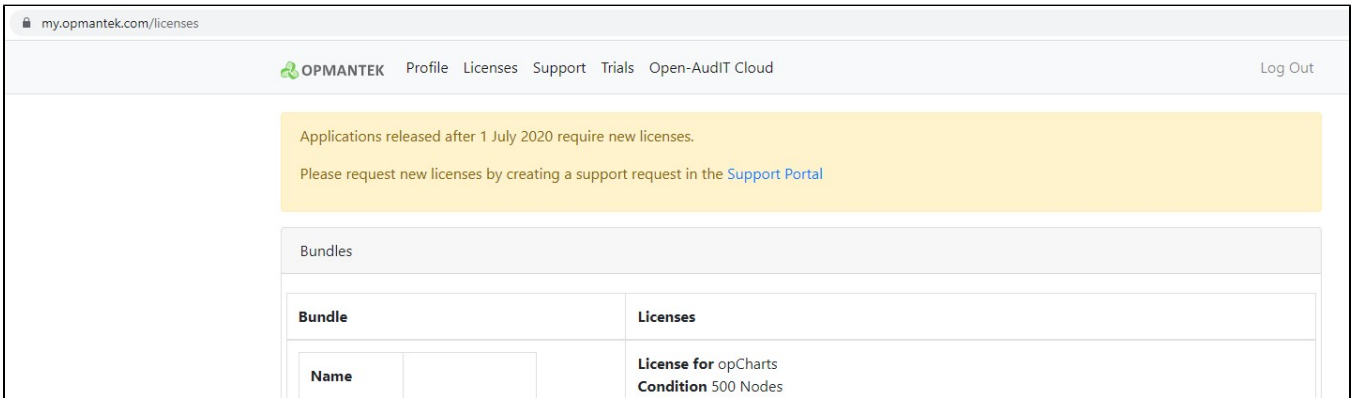 my.opmantek.com/licenses
OPMANTEK Profile Licenses Support Trials Open-AudIT Cloud Log Out
Applications released after 1 July 2020 require new licenses.
Please request new licenses by creating a support request in the Support Portal
Bundles
Bundle Licenses
License for opCharts
Name
Condition 500 Nodes